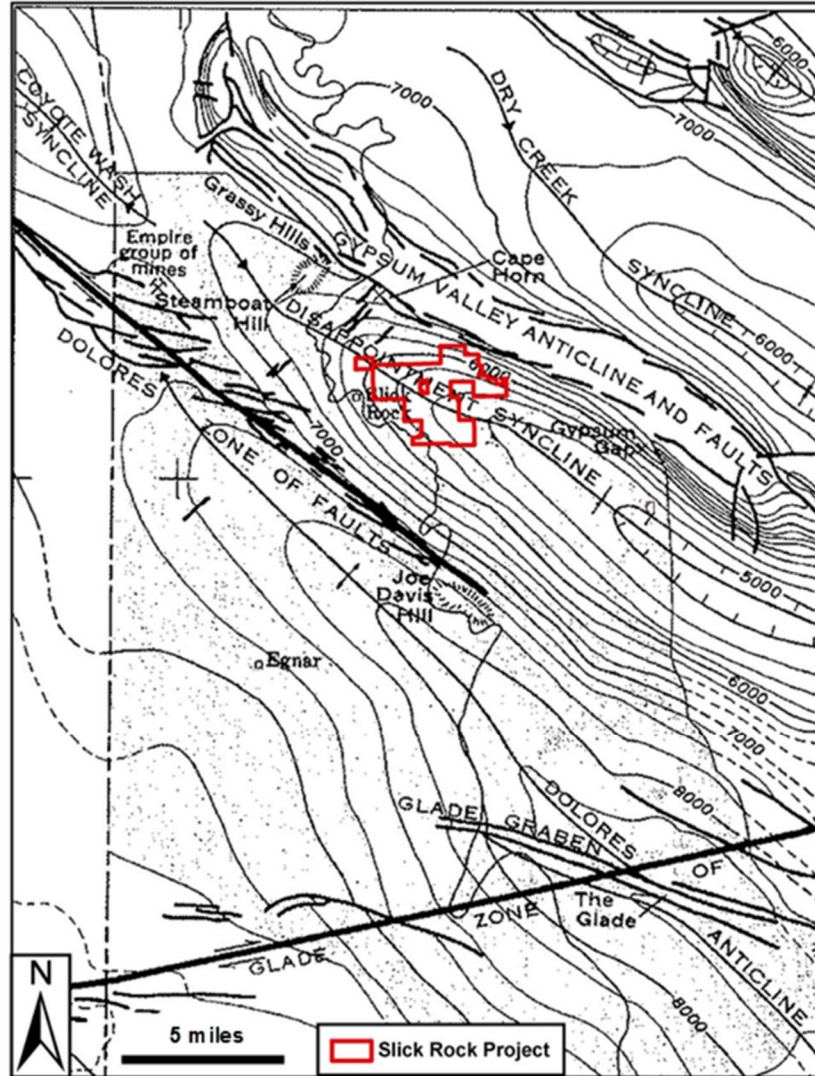 6000
7000
7000
DRY CREEK
SYNCLINE
6000
COYOTE WASH
SYNCLINE
Grassy Hills
GYPSUM VALLEY ANTICLINE AND FAULTS
Cape
Horn
Empire
group of
mines
Steamboat
Hill
DISAPPOINTMENT SYNCLINE
6000
Slick
Rock
DOLORES
ZONE OF FAULTS
7000
Gypsum
Gap
5000
Joe
Davis
Hill
Egnar
6000
7000
8000
DOLORES
ANTICLINE
GLADE GRABEN
The
Glade
GLADE
ZONE
OF
8000
N
5 miles
Slick Rock Project